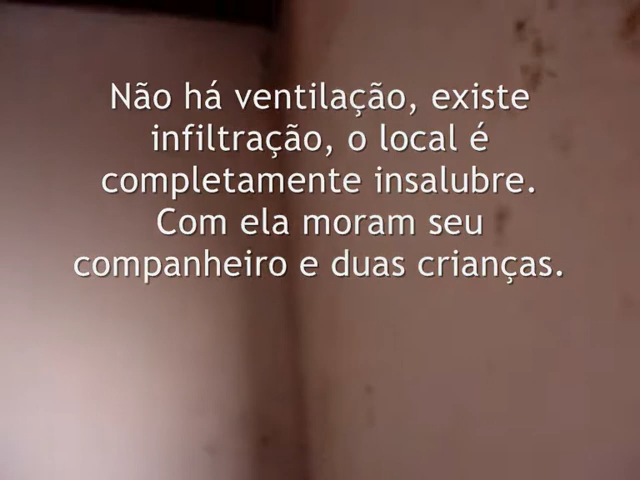 Não há ventilação, existe
infiltração, o local é
completamente insalubre.
Com ela moram seu
companheiro e duas crianças.